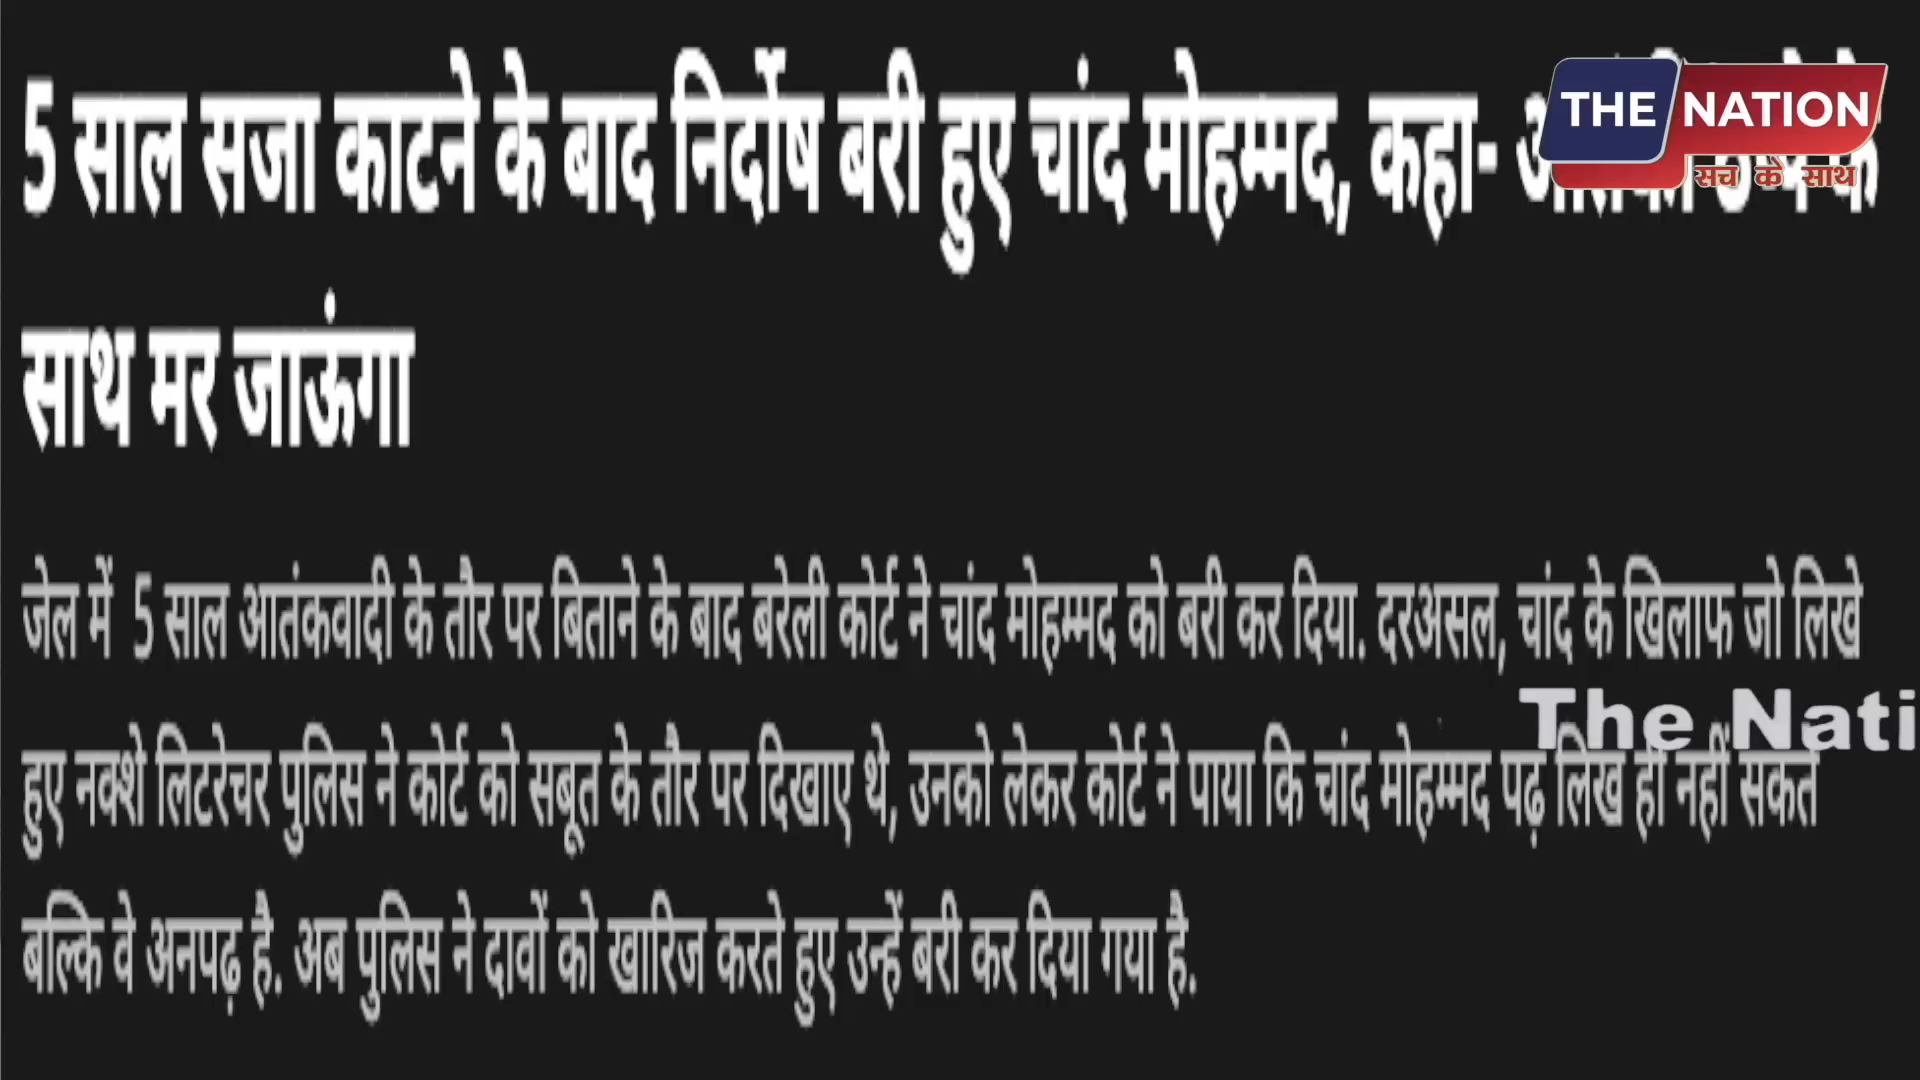 5 साल सजा काटने के बाद निर्दोष बरी हुए चांद मोहम्मद, कहा-
THE NATION
सच के साथ
साथ मर जाऊंगा
जेल में 5 साल आतंकवादी के तौर पर बिताने के बाद बरेली कोर्ट ने चांद मोहम्मद को बरी कर दिया. दरअसल, चांद के खिलाफ जो लिखे
The Nati
हुए नक्शे लिटरेचर पुलिस ने कोर्ट को सबूत के तौर पर दिखाए थे, उनको लेकर कोर्ट ने पाया कि चांद मोहम्मद पढ़ लिख ही नहीं सकते
बल्कि वे अनपढ़ है. अब पुलिस ने दावों को खारिज करते हुए उन्हें बरी कर दिया गया है.